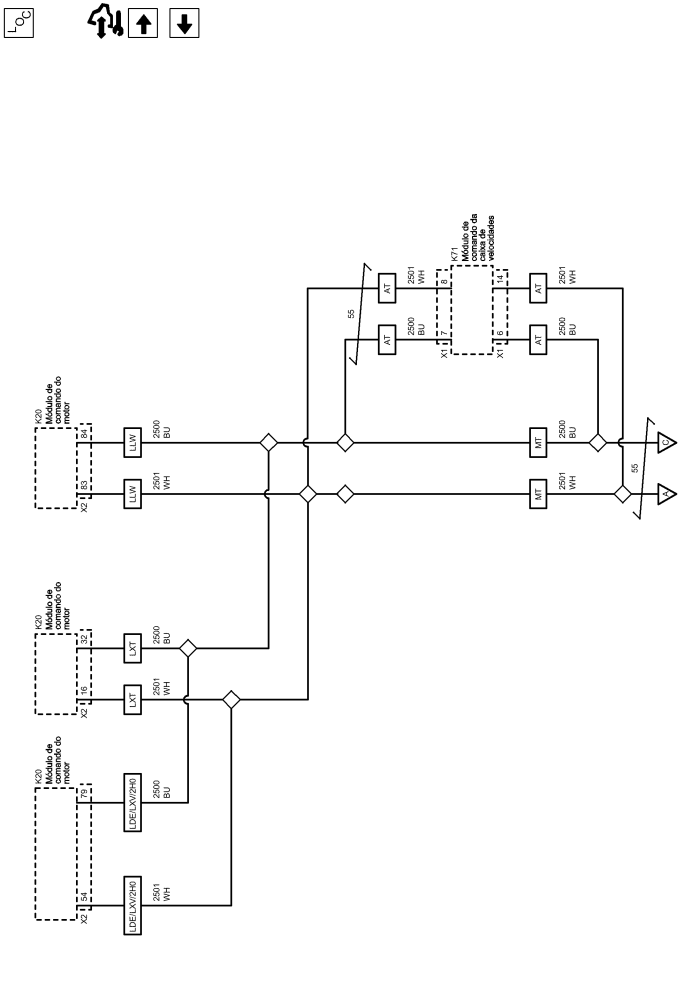 LOC
K20
Módulo de
comando do
motor
X2
54
79
LDE/LXV/2H0
LDE/LXV/2H0
2501
WH
2500
BU
K20
Módulo de
comando do
motor
X2
16
32
LXT
LXT
2501
WH
2500
BU
K20
Módulo de
comando do
motor
X2
83
84
LLW
LLW
2501
WH
2500
BU
55
AT
AT
2500
BU
2501
WH
X1
7
8
K71
Módulo de
comando da
caixa de
velocidades
X1
6
14
AT
AT
2500
BU
2501
WH
MT
MT
2501
WH
2500
BU
55
A
C